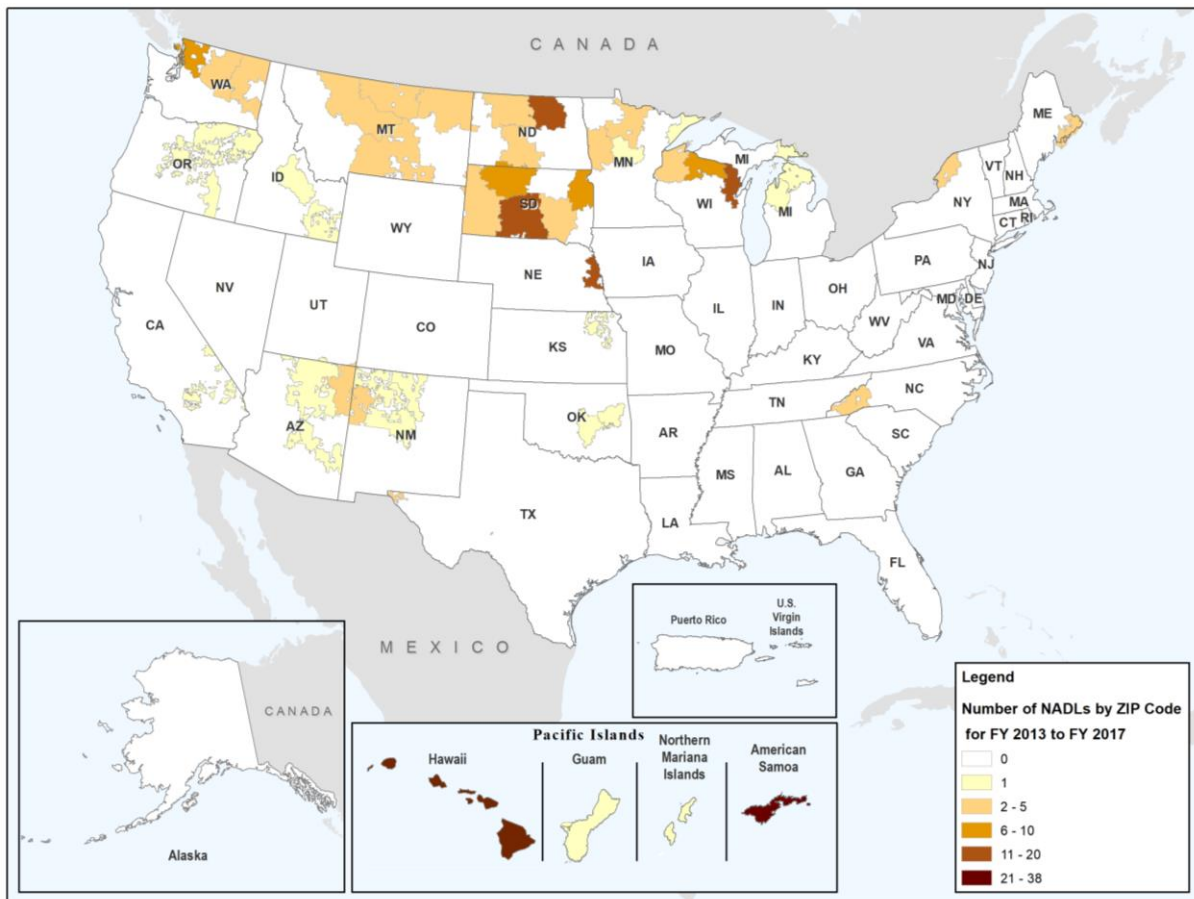 CANADA
WA
MT
ND
MN
ME
OR
ID
SD
WI
MI
MI
VT
NH
NY
MA
CT
RI
WY
NE
IA
PA
NJ
NV
UT
CO
IL
IN
OH
MD
DE
WV
VA
CA
KS
MO
KY
NC
TN
AZ
NM
OK
AR
SC
MS
AL
GA
TX
LA
FL
MEXICO
CANADA
Alaska
Puerto Rico
U.S.
Virgin
Islands
Pacific Islands
Hawaii
Guam
Northern
Mariana
Islands
American
Samoa
Legend
Number of NADLs by ZIP Code
for FY 2013 to FY 2017
0
1
2 - 5
6 - 10
11 - 20
21 - 38